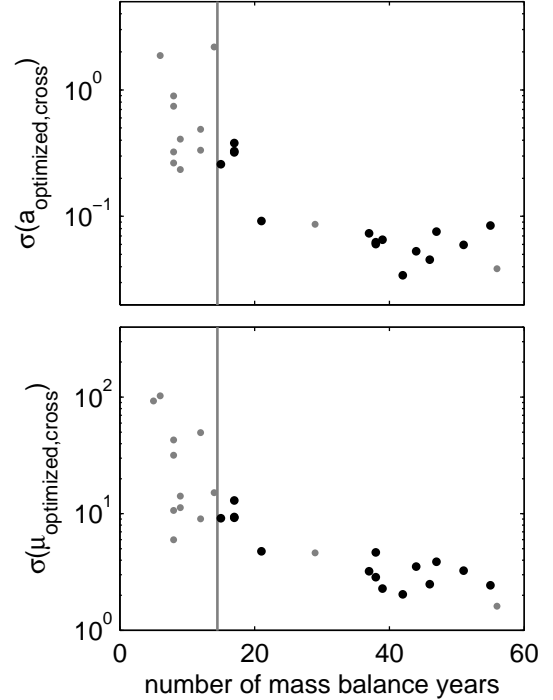 10^0
10^-1
σ(a_optimized,cross)
10^2
10^1
10^0
σ(μ_optimized,cross)
0 20 40 60
number of mass balance years